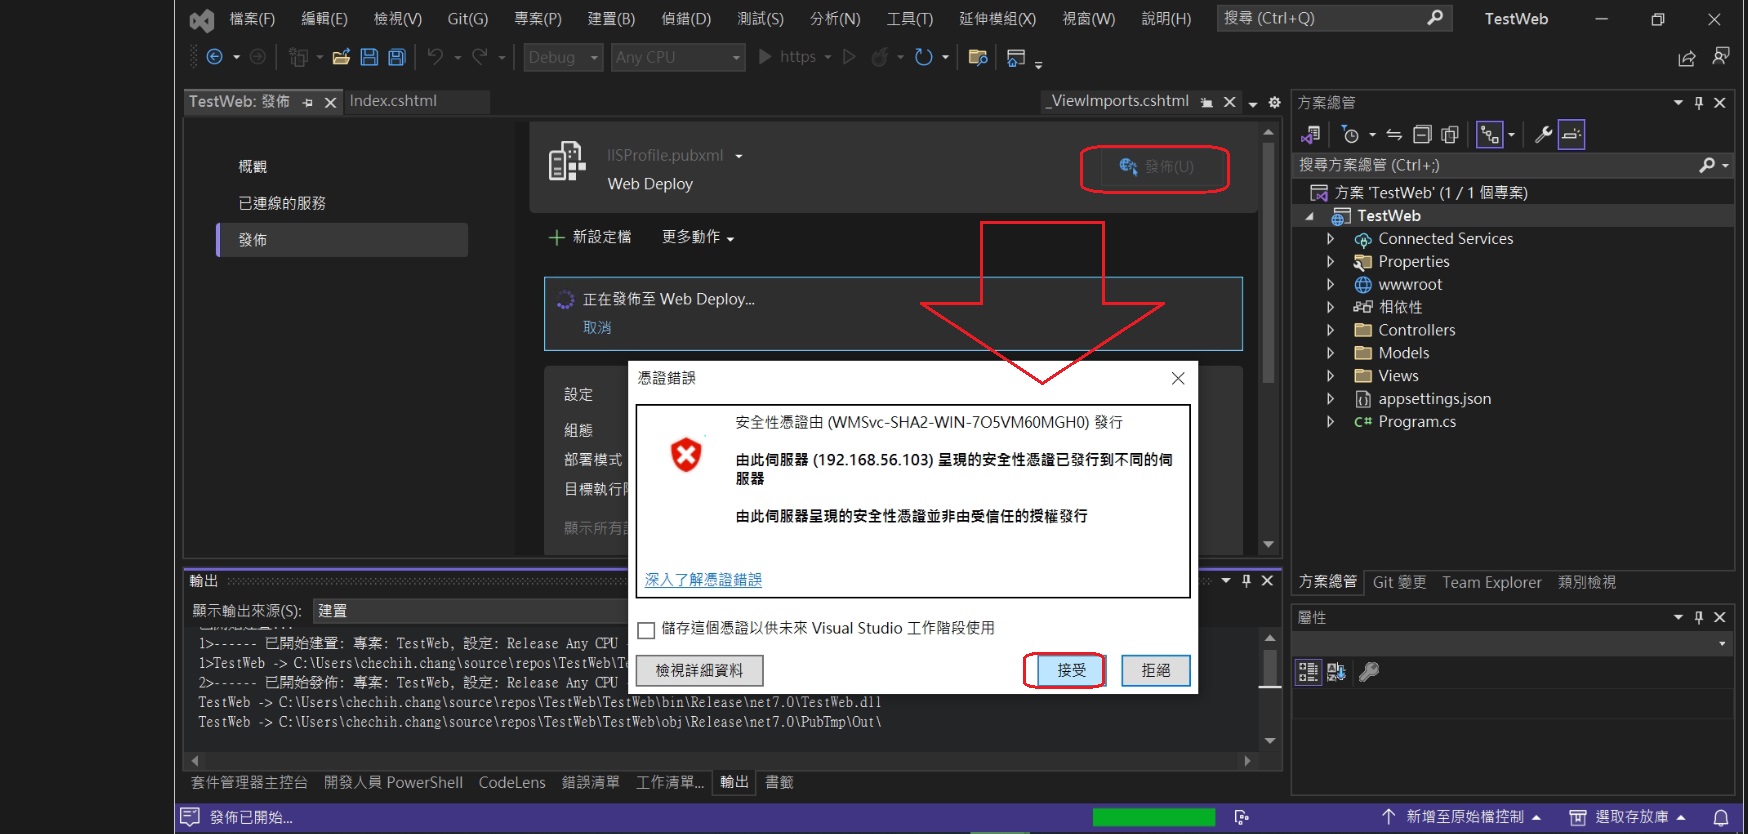 檔案(F) 編輯(E) 檢視(V) Git(G) 專案(P) 建置(B) 偵錯(D) 測試(S) 分析(N) 工具(T) 延伸模組(X) 視窗(W) 說明(H) 搜尋 (Ctrl+Q) TestWeb
Debug Any CPU https
TestWeb: 發佈 Index.cshtml _ViewImports.cshtml
概觀
已連線的服務
發佈
IISProfile.pubxml
Web Deploy
發佈(U)
新設定檔 更多動作
正在發佈至 Web Deploy...
取消
設定
組態
部署模式
目標執行
顯示所有
憑證錯誤
安全性憑證由 (WMSvc-SHA2-WIN-7O5VM60MGH0) 發行
由此伺服器 (192.168.56.103) 呈現的安全性憑證已發行到不同的伺
服器
由此伺服器呈現的安全性憑證並非由受信任的授權發行
深入了解憑證錯誤
儲存這個憑證以供未來 Visual Studio 工作階段使用
檢視詳細資料 接受 拒絕
輸出
顯示輸出來源(S): 建置
已開始建置...
1>------ 已開始建置: 專案: TestWeb, 設定: Release Any CPU
1>TestWeb -> C:\Users\chechih.chang\source\repos\TestWeb\Te
2>------ 已開始發佈: 專案: TestWeb, 設定: Release Any CPU
TestWeb -> C:\Users\chechih.chang\source\repos\TestWeb\TestWeb\bin\Release\net7.0\TestWeb.dll
TestWeb -> C:\Users\chechih.chang\source\repos\TestWeb\TestWeb\obj\Release\net7.0\PubTmp\Out\
套件管理器主控台 開發人員 PowerShell CodeLens 錯誤清單 工作清單... 輸出 書籤
方案總管
搜尋方案總管 (Ctrl+;)
方案 'TestWeb' (1 / 1 個專案)
TestWeb
Connected Services
Properties
wwwroot
相依性
Controllers
Models
Views
appsettings.json
C# Program.cs
方案總管 Git 變更 Team Explorer 類別檢視
屬性
發佈已開始... 新增至原始檔控制 選取存放庫